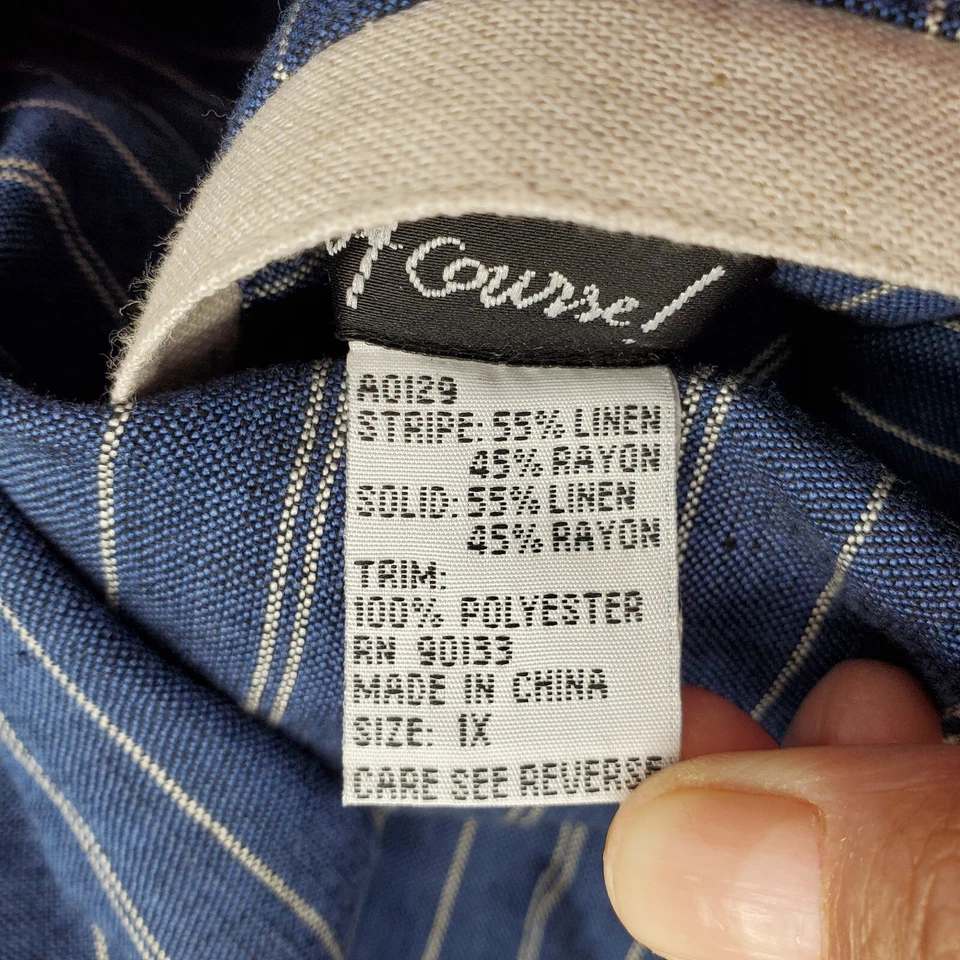 Of Course!
A0129
STRIPE: 55% LINEN
45% RAYON
SOLID: 55% LINEN
45% RAYON
TRIM:
100% POLYESTER
RN 90133
MADE IN CHINA
SIZE: 1X
CARE SEE REVERSE